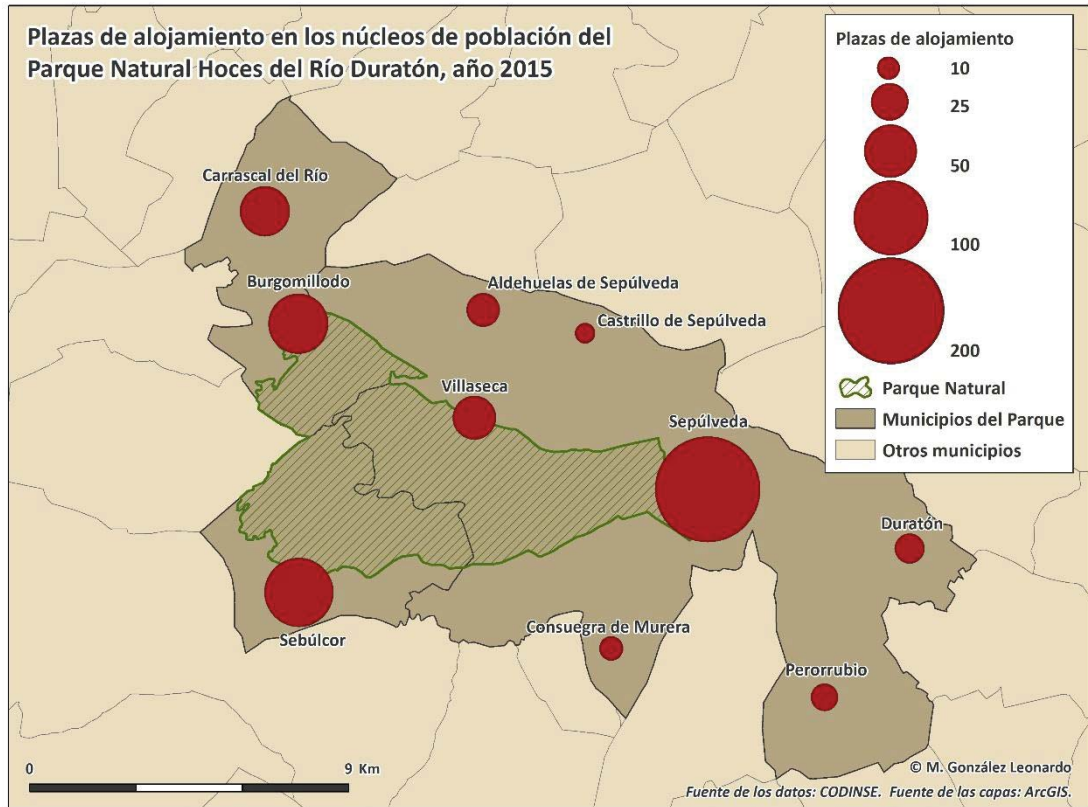 Plazas de alojamiento en los núcleos de población del
Parque Natural Hoces del Río Duratón, año 2015
Plazas de alojamiento
10
25
50
100
200
Parque Natural
Municipios del Parque
Otros municipios
Carrascal del Río
Burgomillodo
Aldehuelas de Sepúlveda
Castrillo de Sepúlveda
Villaseca
Sepúlveda
Duratón
Sebúlcor
Consuegra de Murera
Perorrubio
0 9 Km
© M. González Leonardo
Fuente de los datos: CODINSE. Fuente de las capas: ArcGIS.